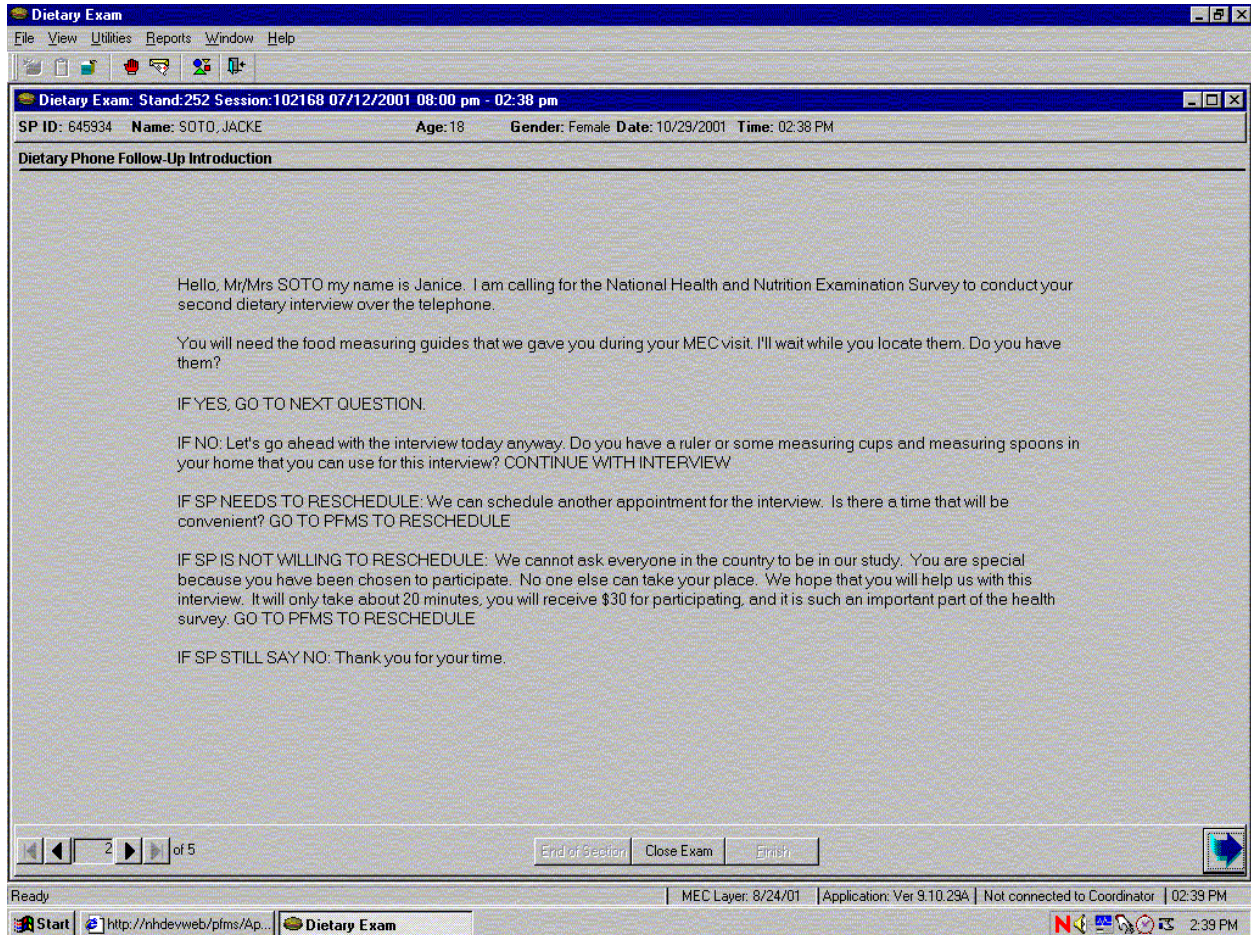 Dietary Exam
File View Utilities Reports Window Help
Dietary Exam: Stand:252 Session:102168 07/12/2001 08:00 pm - 02:38 pm
SP ID: 645934 Name: SOTO, JACKE Age: 18 Gender: Female Date: 10/29/2001 Time: 02:38 PM
Dietary Phone Follow-Up Introduction
Hello, Mr/Mrs SOTO my name is Janice. I am calling for the National Health and Nutrition Examination Survey to conduct your
second dietary interview over the telephone.
You will need the food measuring guides that we gave you during your MEC visit. I'll wait while you locate them. Do you have
them?
IF YES, GO TO NEXT QUESTION.
IF NO: Let's go ahead with the interview today anyway. Do you have a ruler or some measuring cups and measuring spoons in
your home that you can use for this interview? CONTINUE WITH INTERVIEW
IF SP NEEDS TO RESCHEDULE: We can schedule another appointment for the interview. Is there a time that will be
convenient? GO TO PFMS TO RESCHEDULE
IF SP IS NOT WILLING TO RESCHEDULE: We cannot ask everyone in the country to be in our study. You are special
because you have been chosen to participate. No one else can take your place. We hope that you will help us with this
interview. It will only take about 20 minutes, you will receive $30 for participating, and it is such an important part of the health
survey. GO TO PFMS TO RESCHEDULE
IF SP STILL SAY NO: Thank you for your time.
2 of 5 End of Section Close Exam Finish
Ready MEC Layer: 8/24/01 Application: Ver 9.10.29A Not connected to Coordinator 02:39 PM
Start http://nhdevweb/pfms/Ap... Dietary Exam N 2:39 PM